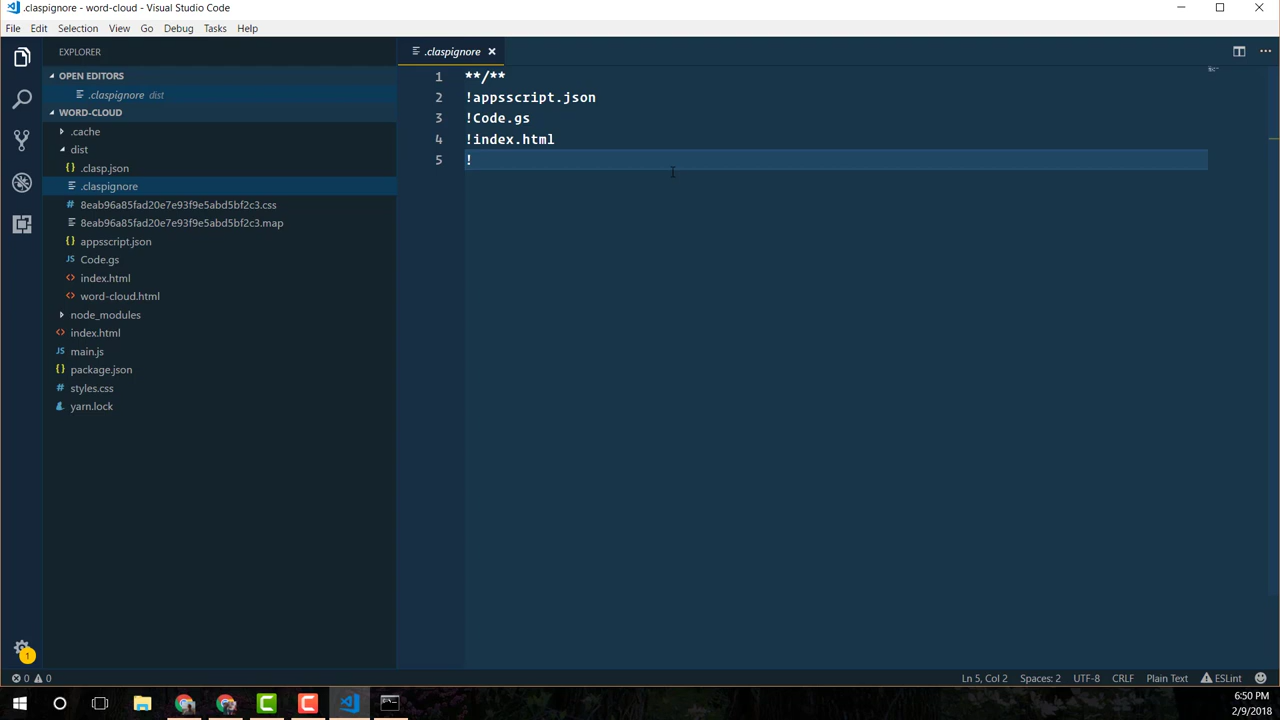 .claspignore - word-cloud - Visual Studio Code
File Edit Selection View Go Debug Tasks Help
EXPLORER
OPEN EDITORS
.claspignore dist
WORD-CLOUD
.cache
dist
{} .clasp.json
.claspignore
# 8eab96a85fad20e7e93f9e5abd5bf2c3.css
8eab96a85fad20e7e93f9e5abd5bf2c3.map
{} appsscript.json
JS Code.gs
<> index.html
<> word-cloud.html
node_modules
<> index.html
JS main.js
{} package.json
# styles.css
yarn.lock
.claspignore
1 **/**
2 !appsscript.json
3 !Code.gs
4 !index.html
5 !
1
0 0
Ln 5, Col 2 Spaces: 2 UTF-8 CRLF Plain Text ESLint
6:50 PM
2/9/2018